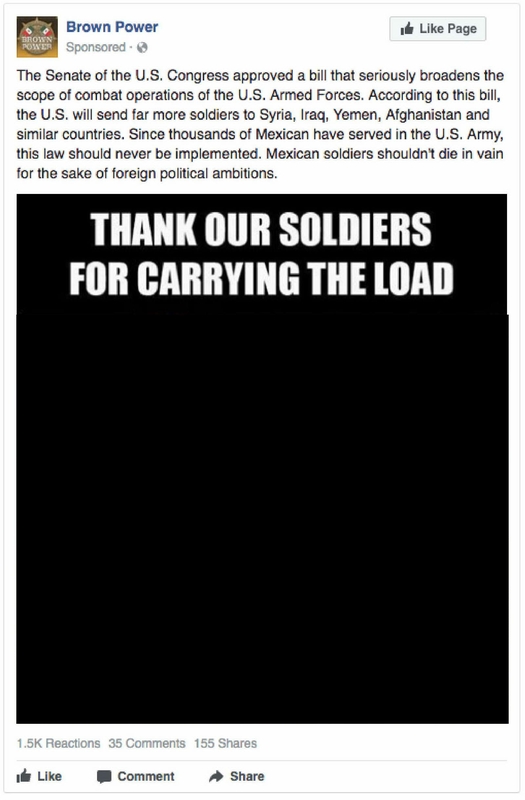 Brown Power
Sponsored ·
Like Page
BROWN
POWER
The Senate of the U.S. Congress approved a bill that seriously broadens the
scope of combat operations of the U.S. Armed Forces. According to this bill,
the U.S. will send far more soldiers to Syria, Iraq, Yemen, Afghanistan and
similar countries. Since thousands of Mexican have served in the U.S. Army,
this law should never be implemented. Mexican soldiers shouldn't die in vain
for the sake of foreign political ambitions.
THANK OUR SOLDIERS
FOR CARRYING THE LOAD
1.5K Reactions 35 Comments 155 Shares
Like Comment Share